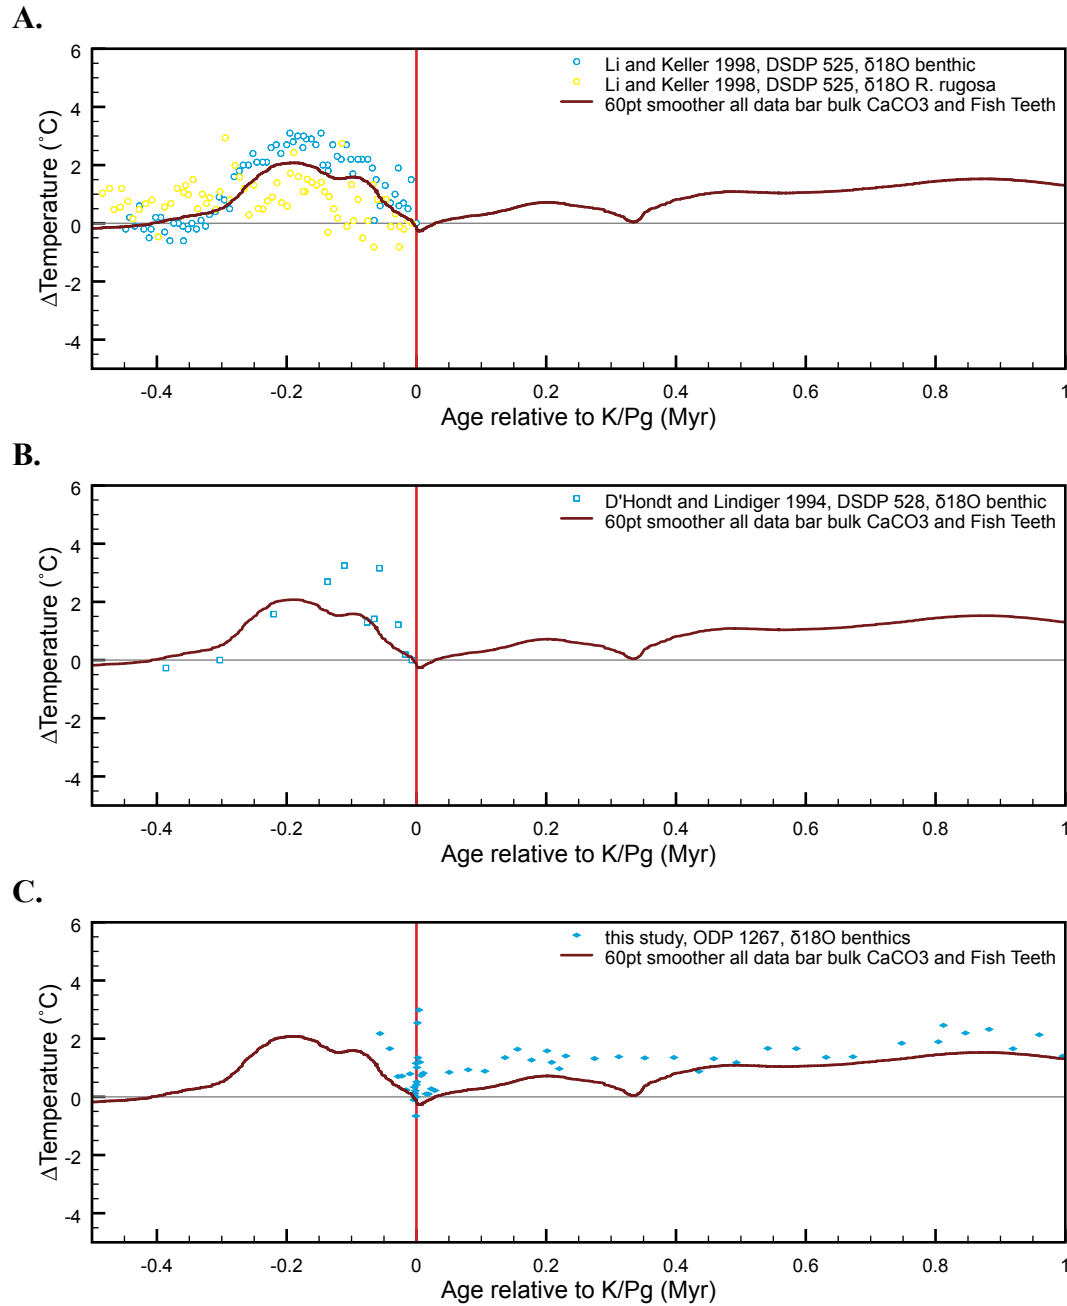 A.
6
4
2
0
-2
-4
ΔTemperature (˚C)
Li and Keller 1998, DSDP 525, δ18O benthic
Li and Keller 1998, DSDP 525, δ18O R. rugosa
60pt smoother all data bar bulk CaCO3 and Fish Teeth
-0.4 -0.2 0 0.2 0.4 0.6 0.8 1
Age relative to K/Pg (Myr)
B.
6
4
2
0
-2
-4
ΔTemperature (˚C)
D'Hondt and Lindiger 1994, DSDP 528, δ18O benthic
60pt smoother all data bar bulk CaCO3 and Fish Teeth
-0.4 -0.2 0 0.2 0.4 0.6 0.8 1
Age relative to K/Pg (Myr)
C.
6
4
2
0
-2
-4
ΔTemperature (˚C)
this study, ODP 1267, δ18O benthics
60pt smoother all data bar bulk CaCO3 and Fish Teeth
-0.4 -0.2 0 0.2 0.4 0.6 0.8 1
Age relative to K/Pg (Myr)